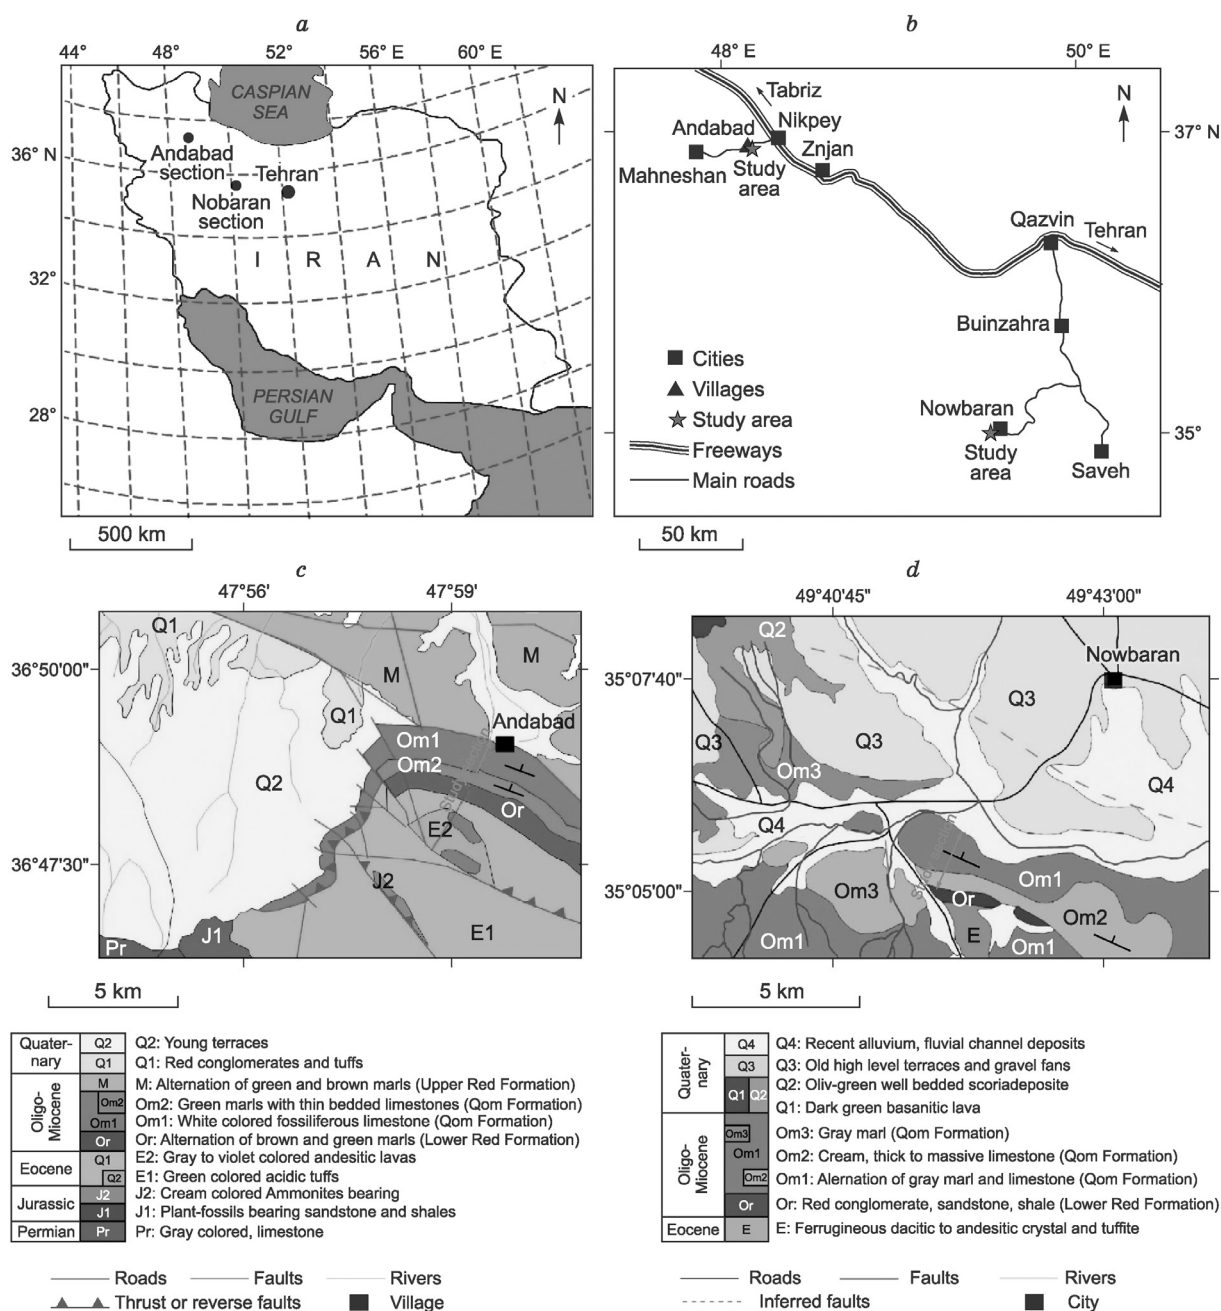 a
44° 48° 52° 56° E 60° E
CASPIAN
SEA
N
36° N
Andabad
section
Tehran
Nobaran
section
I R A N
32°
PERSIAN
GULF
28°
500 km
b
48° E 50° E
Tabriz
N
Andabad
Nikpey
37° N
Znjan
Mahneshan
Study
area
Qazvin
Tehran
Buinzahra
Cities
Villages
Study area
Freeways
Main roads
Nowbaran
35°
Study
area
Saveh
50 km
c
47°56' 47°59'
Q1
M
36°50'00"
M
Q1
Andabad
Om1
Om2
Q2
Study section
Or
E2
36°47'30"
J2
J1
E1
Pr
5 km
d
49°40'45" 49°43'00"
Q2
Nowbaran
35°07'40"
Q3
Q3
Q3
Om3
Q4
Q4
Study section
Om3
Om1
35°05'00"
Or
Om2
Om1
E
Om1
5 km
Quater-
nary
Q2
Q2: Young terraces
Q1
Q1: Red conglomerates and tuffs
Oligo-
Miocene
M
M: Alternation of green and brown marls (Upper Red Formation)
Om2
Om2: Green marls with thin bedded limestones (Qom Formation)
Om1
Om1: White colored fossiliferous limestone (Qom Formation)
Or
Or: Alternation of brown and green marls (Lower Red Formation)
Eocene
Q1
E2: Gray to violet colored andesitic lavas
Q2
E1: Green colored acidic tuffs
Jurassic
J2
J2: Cream colored Ammonites bearing
J1
J1: Plant-fossils bearing sandstone and shales
Permian
Pr
Pr: Gray colored, limestone
Roads Faults Rivers
Thrust or reverse faults Village
Quater-
nary
Q4
Q4: Recent alluvium, fluvial channel deposits
Q3
Q3: Old high level terraces and gravel fans
Q1 Q2
Q2: Oliv-green well bedded scoriadeposite
Q1: Dark green basanitic lava
Oligo-
Miocene
Om3
Om3: Gray marl (Qom Formation)
Om1
Om2: Cream, thick to massive limestone (Qom Formation)
Om2
Om1: Alernation of gray marl and limestone (Qom Formation)
Or
Or: Red conglomerate, sandstone, shale (Lower Red Formation)
Eocene
E
E: Ferrugineous dacitic to andesitic crystal and tuffite
Roads Faults Rivers
Inferred faults City